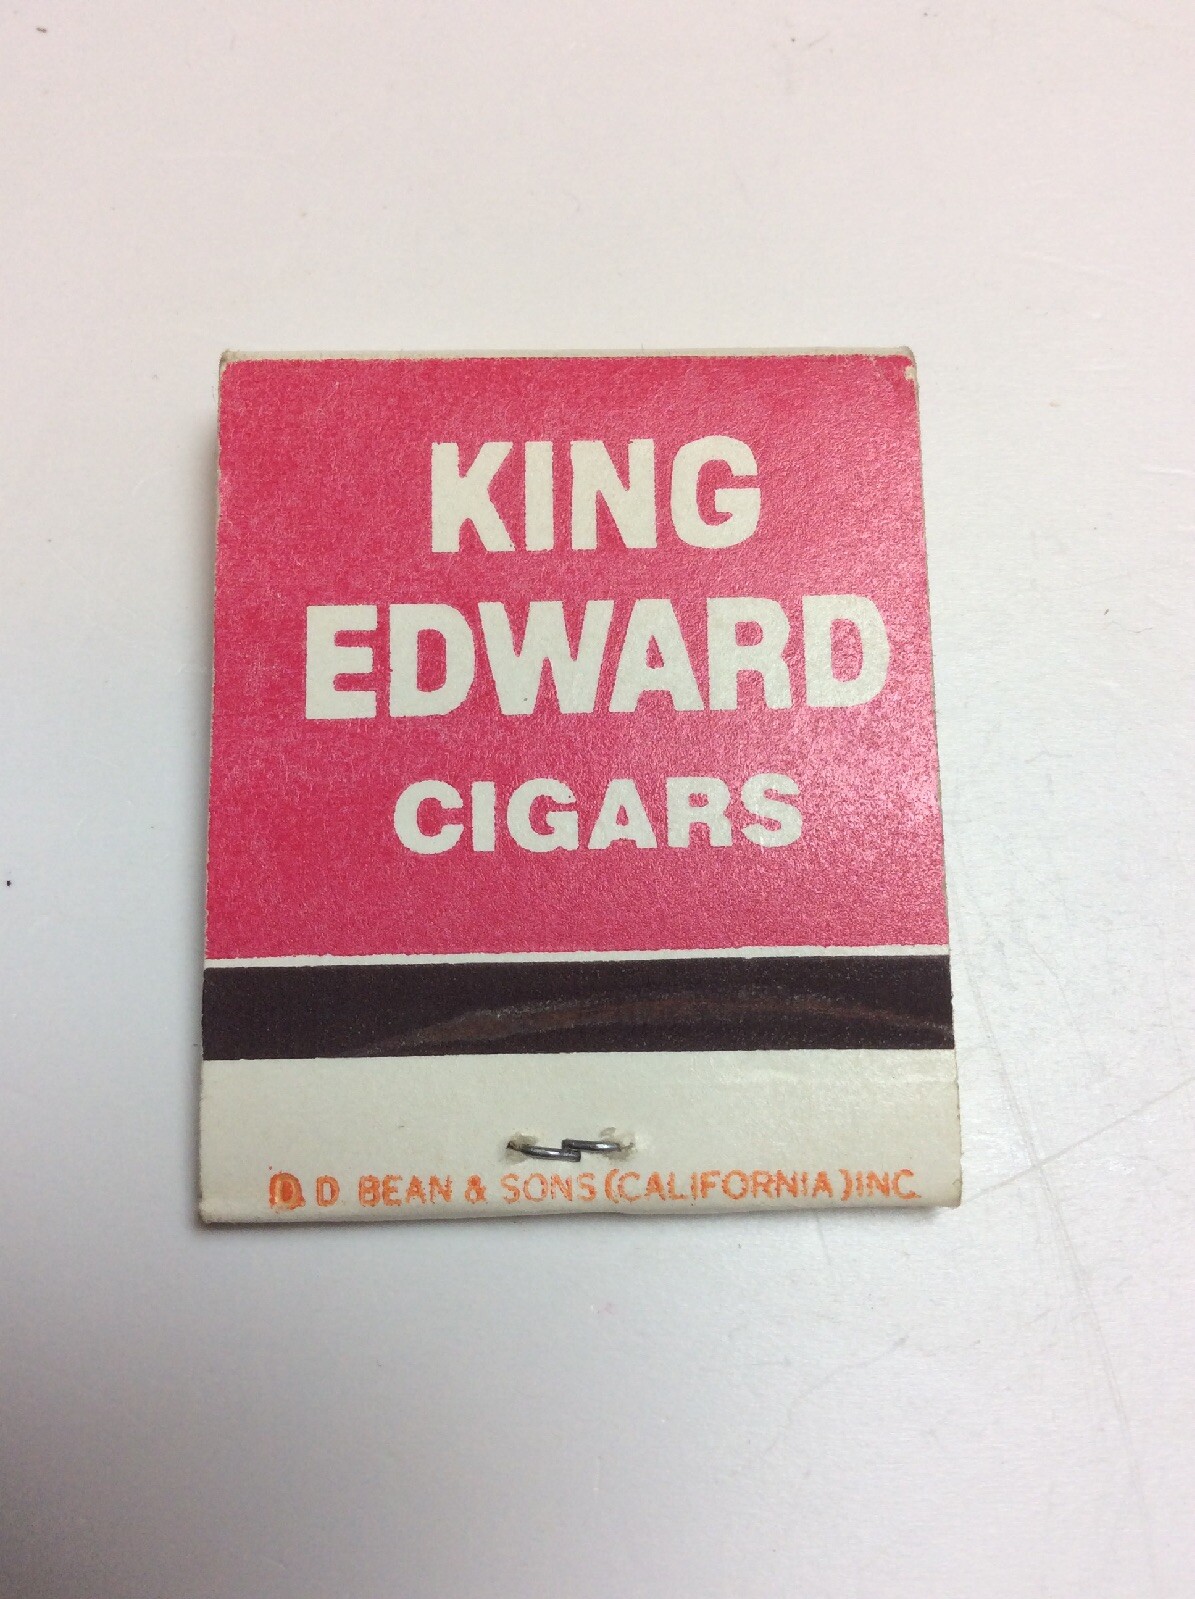 KING
EDWARD
CIGARS
D. D BEAN & SONS (CALIFORNIA) INC.